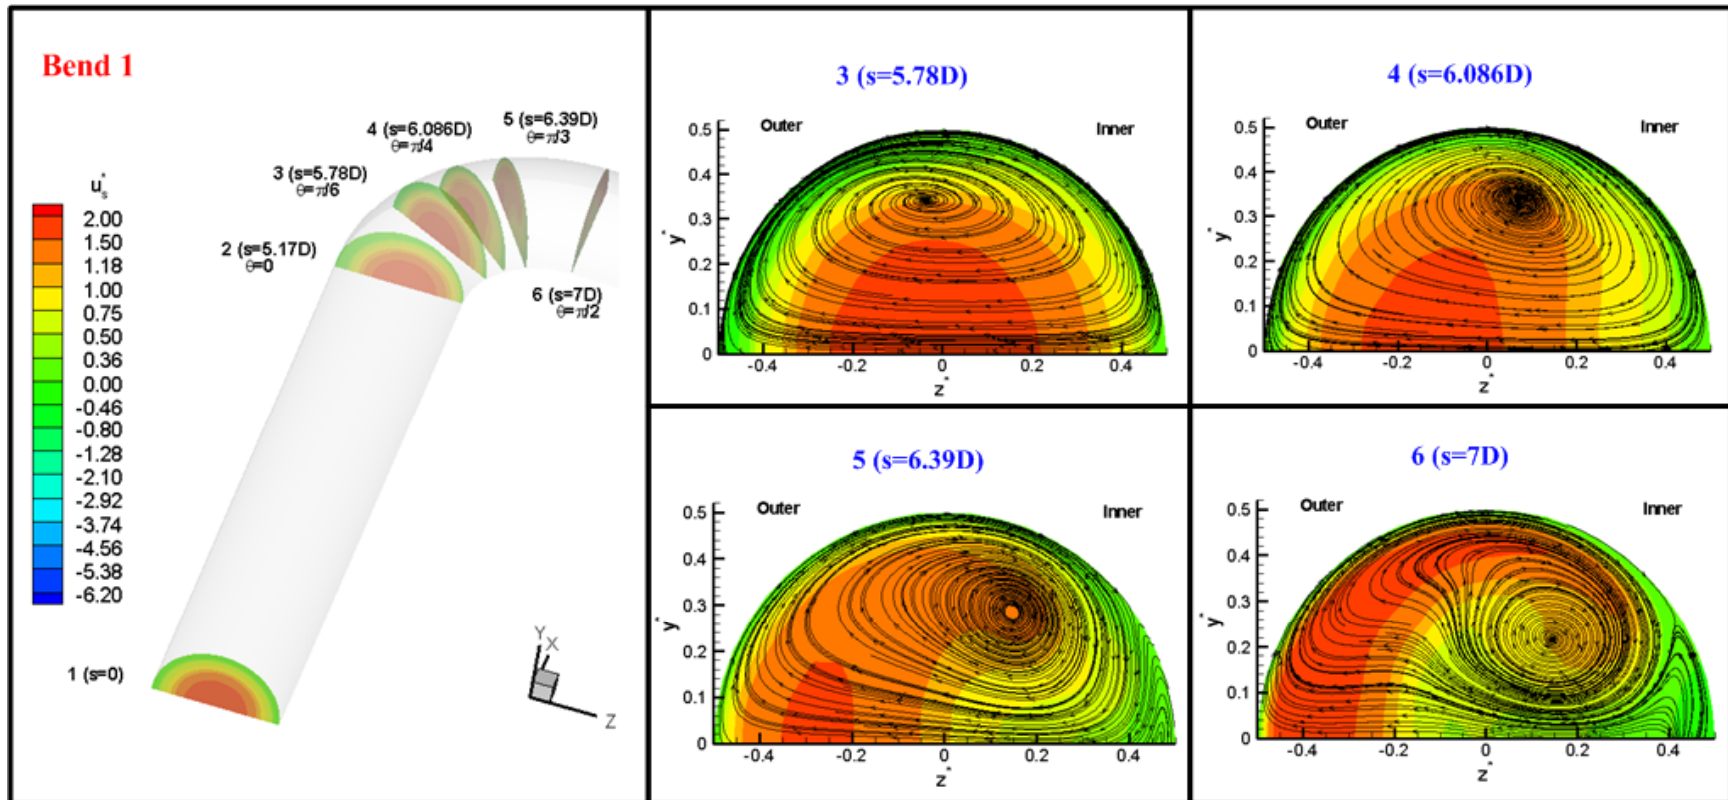 Bend 1
5 (s=6.39D)
θ=π/3
4 (s=6.086D)
θ=π/4
3 (s=5.78D)
θ=π/6
2 (s=5.17D)
θ=0
6 (s=7D)
θ=π/2
1 (s=0)
u*s
2.00
1.50
1.18
1.00
0.75
0.50
0.36
0.00
-0.46
-0.80
-1.28
-2.10
-2.92
-3.74
-4.56
-5.38
-6.20
Y
X
Z
3 (s=5.78D)
Outer Inner
0.5
0.4
0.3
y*
0.2
0.1
0
-0.4 -0.2 0 0.2 0.4
z*
4 (s=6.086D)
Outer Inner
0.5
0.4
0.3
y*
0.2
0.1
0
-0.4 -0.2 0 0.2 0.4
z*
5 (s=6.39D)
Outer Inner
0.5
0.4
0.3
y*
0.2
0.1
0
-0.4 -0.2 0 0.2 0.4
z*
6 (s=7D)
Outer Inner
0.5
0.4
0.3
y*
0.2
0.1
0
-0.4 -0.2 0 0.2 0.4
z*